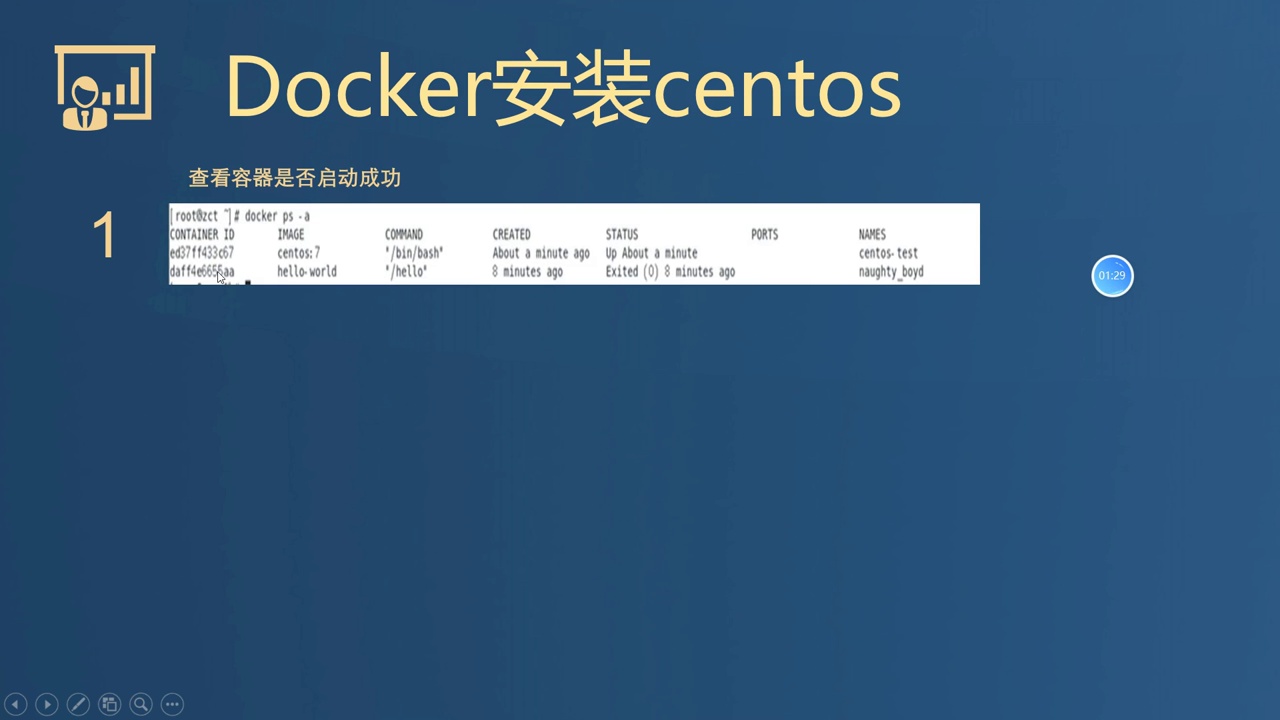 Docker安装centos
查看容器是否启动成功
1
[root@zct ~]# docker ps -a
CONTAINER ID IMAGE COMMAND CREATED STATUS PORTS NAMES
ed37ff433c67 centos:7 "/bin/bash" About a minute ago Up About a minute centos-test
daff4e6655aa hello-world "/hello" 8 minutes ago Exited (0) 8 minutes ago naughty_boyd
01:29